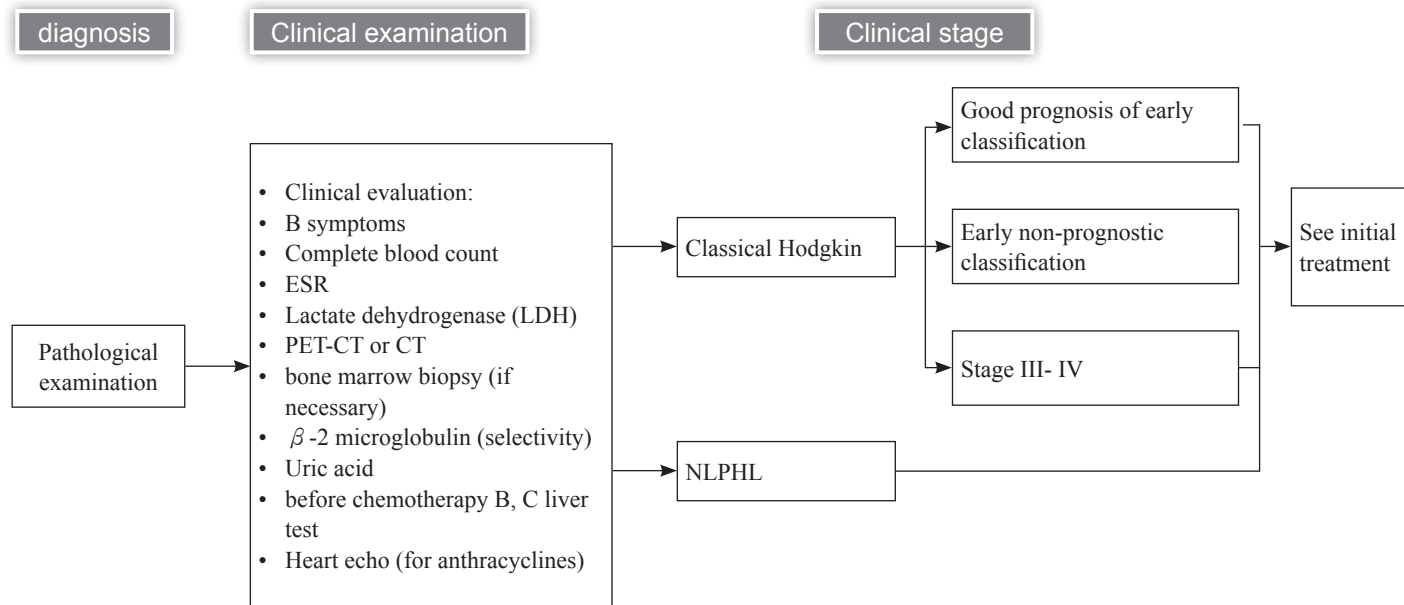 diagnosis
Clinical examination
Clinical stage
Pathological
examination
• Clinical evaluation:
• B symptoms
• Complete blood count
• ESR
• Lactate dehydrogenase (LDH)
• PET-CT or CT
• bone marrow biopsy (if
necessary)
• β-2 microglobulin (selectivity)
• Uric acid
• before chemotherapy B, C liver
test
• Heart echo (for anthracyclines)
Classical Hodgkin
NLPHL
Good prognosis of early
classification
Early non-prognostic
classification
Stage III- IV
See initial
treatment